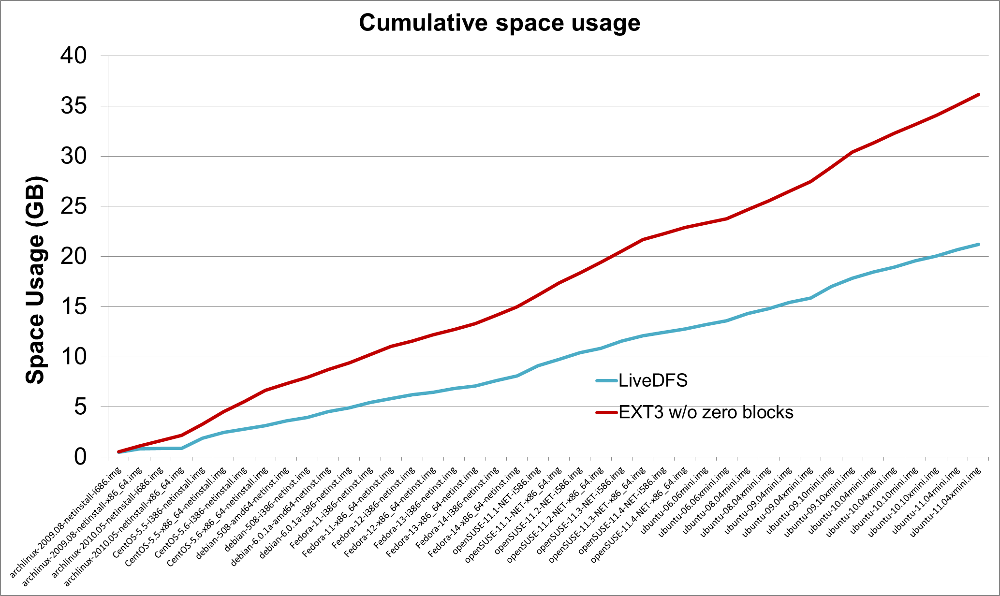 Cumulative space usage
Space Usage (GB)
40
35
30
25
20
15
10
5
0
LiveDFS
EXT3 w/o zero blocks
archlinux-2009.08-netinstall-i686.img
archlinux-2009.08-netinstall-x86_64.img
archlinux-2010.05-netinstall-i686.img
archlinux-2010.05-netinstall-x86_64.img
CentOS-5.5-i386-netinstall.img
CentOS-5.5-x86_64-netinstall.img
CentOS-5.6-i386-netinstall.img
CentOS-5.6-x86_64-netinstall.img
debian-508-amd64-netinst.img
debian-508-i386-netinst.img
debian-6.0.1a-amd64-netinst.img
debian-6.0.1a-i386-netinst.img
Fedora-11-i386-netinst.img
Fedora-11-x86_64-netinst.img
Fedora-12-i386-netinst.img
Fedora-12-x86_64-netinst.img
Fedora-13-i386-netinst.img
Fedora-13-x86_64-netinst.img
Fedora-14-i386-netinst.img
Fedora-14-x86_64-netinst.img
openSUSE-11.1-NET-i586.img
openSUSE-11.1-NET-x86_64.img
openSUSE-11.2-NET-i586.img
openSUSE-11.2-NET-x86_64.img
openSUSE-11.3-NET-i586.img
openSUSE-11.3-NET-x86_64.img
openSUSE-11.4-NET-i586.img
openSUSE-11.4-NET-x86_64.img
ubuntu-6.06mini.img
ubuntu-6.06xmini.img
ubuntu-08.04mini.img
ubuntu-08.04xmini.img
ubuntu-09.04mini.img
ubuntu-09.04xmini.img
ubuntu-09.10mini.img
ubuntu-09.10xmini.img
ubuntu-10.04mini.img
ubuntu-10.04xmini.img
ubuntu-10.10mini.img
ubuntu-10.10xmini.img
ubuntu-11.04mini.img
ubuntu-11.04xmini.img